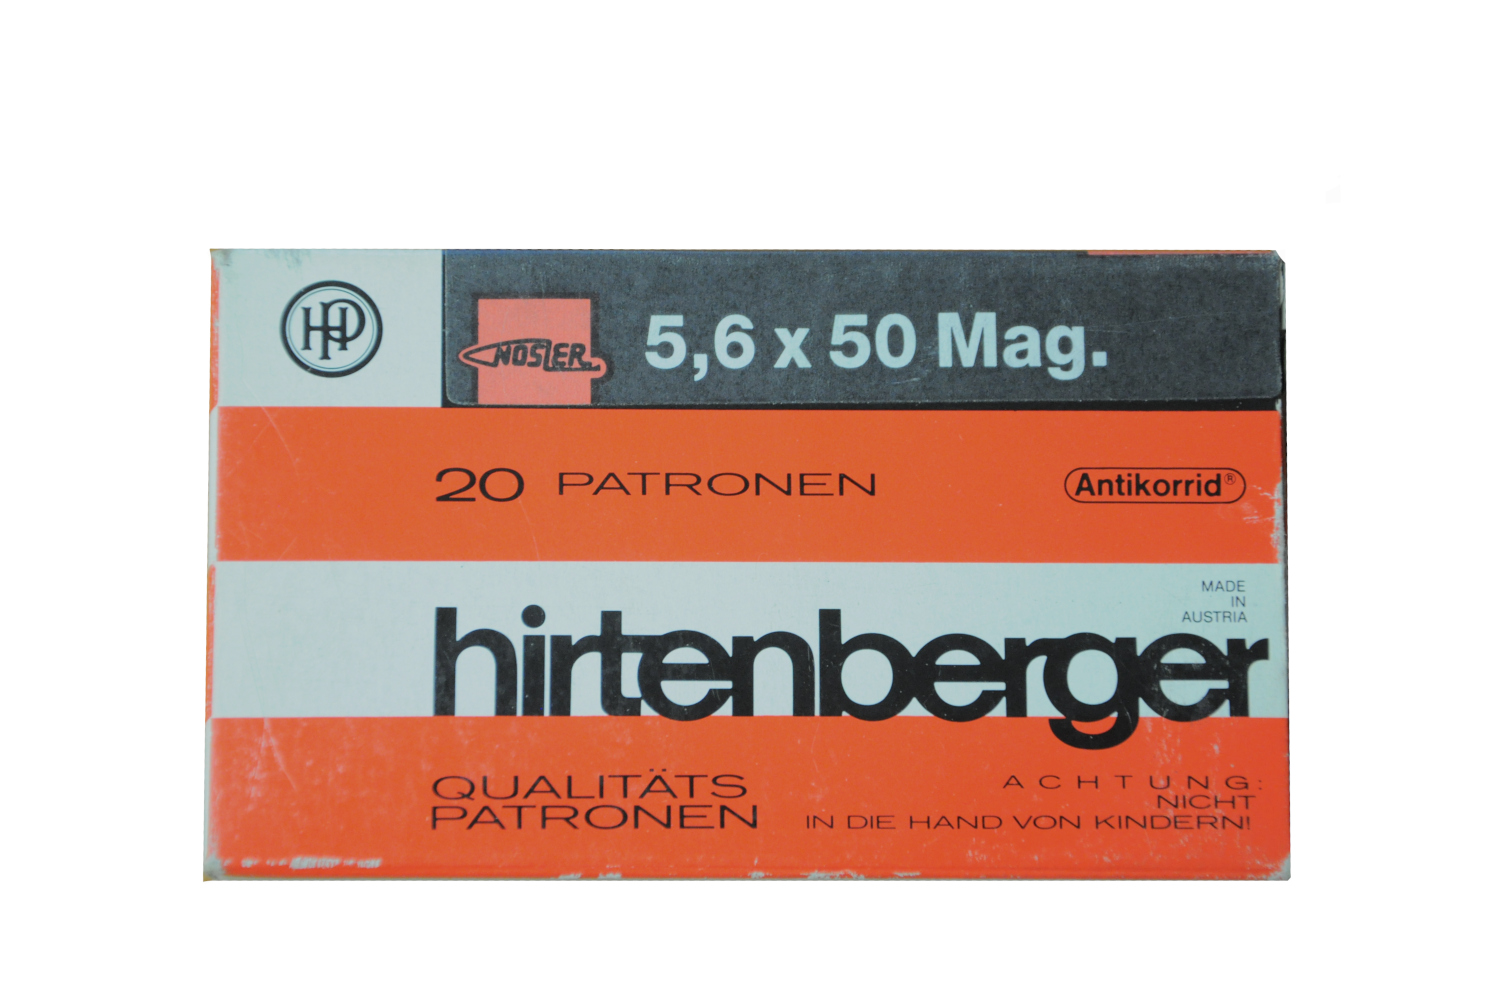 HP
NOSLER
5,6 x 50 Mag.
20 PATRONEN
Antikorrid®
MADE
IN
AUSTRIA
hirtenberger
QUALITÄTS
PATRONEN
ACHTUNG:
NICHT
IN DIE HAND VON KINDERN!